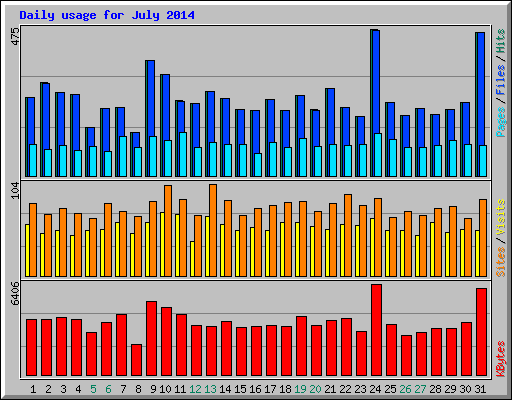 Daily usage for July 2014
475
Pages / Files / Hits
104
Sites / Visits
6406
KBytes
1 2 3 4 5 6 7 8 9 10 11 12 13 14 15 16 17 18 19 20 21 22 23 24 25 26 27 28 29 30 31